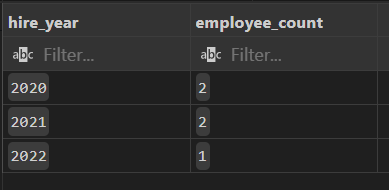 hire_year employee_count
abc Filter... abc Filter...
2020 2
2021 2
2022 1